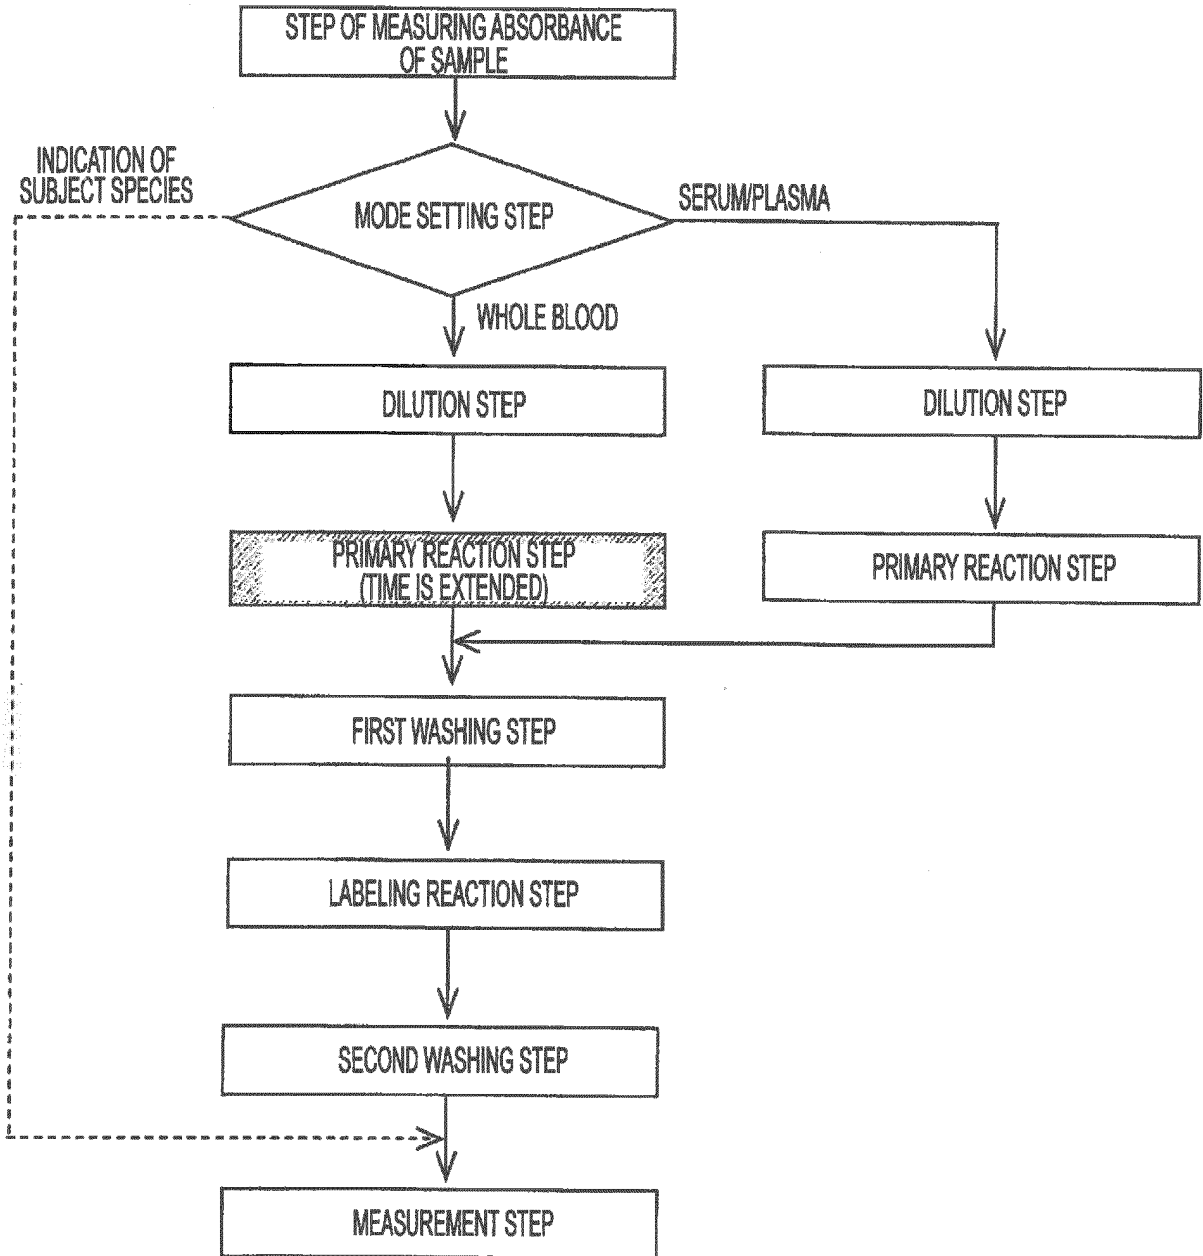 STEP OF MEASURING ABSORBANCE
OF SAMPLE
INDICATION OF
SUBJECT SPECIES
MODE SETTING STEP
SERUM/PLASMA
WHOLE BLOOD
DILUTION STEP
DILUTION STEP
PRIMARY REACTION STEP
(TIME IS EXTENDED)
PRIMARY REACTION STEP
FIRST WASHING STEP
LABELING REACTION STEP
SECOND WASHING STEP
MEASUREMENT STEP